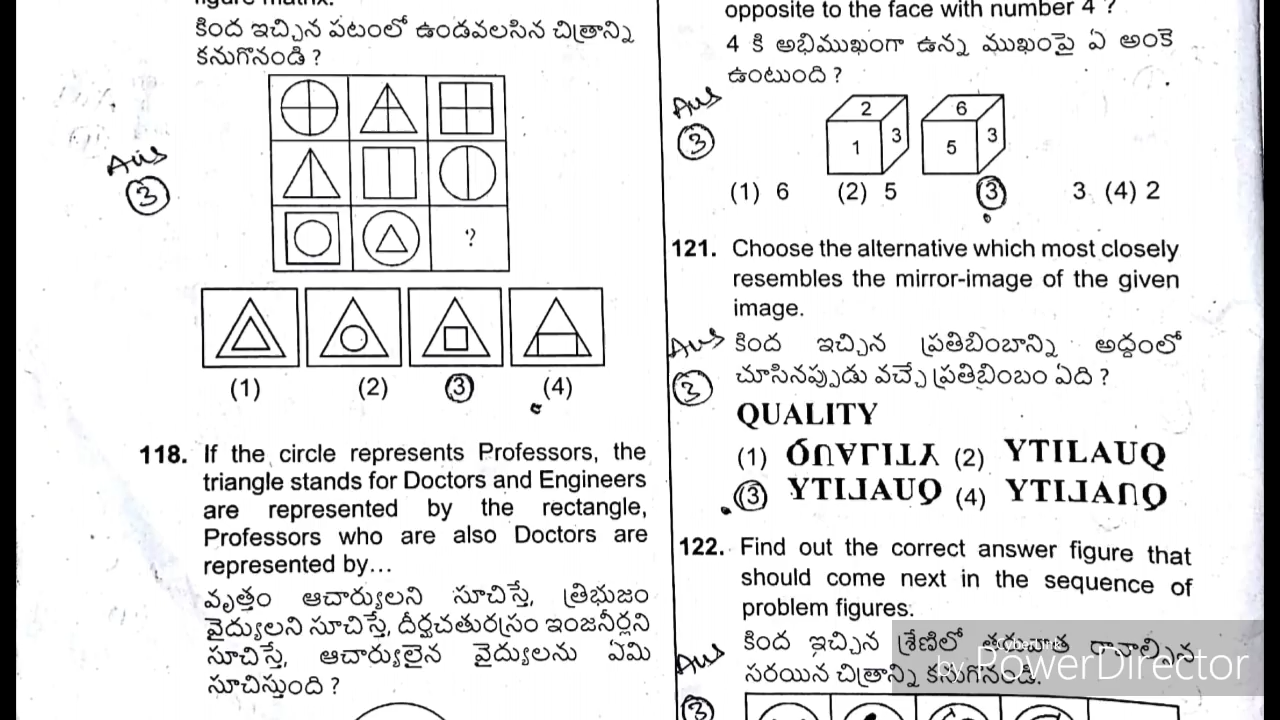 కింద ఇచ్చిన పటంలో ఉండవలసిన చిత్రాన్ని
కనుగొనండి ?
Ans
3
?
(1) (2) (3) (4)
118. If the circle represents Professors, the
triangle stands for Doctors and Engineers
are represented by the rectangle,
Professors who are also Doctors are
represented by...
వృత్తం ఆచార్యులని సూచిస్తే, త్రిభుజం
వైద్యులని సూచిస్తే, దీర్ఘచతురస్రం ఇంజనీర్లని
సూచిస్తే, ఆచార్యులైన వైద్యులను ఏమి
సూచిస్తుంది ?
opposite to the face with number 4 ?
4 కి అభిముఖంగా ఉన్న ముఖంపై ఏ అంకె
ఉంటుంది ?
Ans
3
2 6
1 3 5 3
(1) 6 (2) 5 (3) 3 (4) 2
121. Choose the alternative which most closely
resembles the mirror-image of the given
image.
Ans కింద ఇచ్చిన ప్రతిబింబాన్ని అద్దంలో
3 చూసినప్పుడు వచ్చే ప్రతిబింబం ఏది ?
QUALITY
(1) QUALITY (2) YTILAUQ
(3) YTILAUQ (4) YTILAUQ
122. Find out the correct answer figure that
should come next in the sequence of
problem figures.
Ans కింద ఇచ్చిన శ్రేణిలో తరువాత రావాల్సిన
సరయిన చిత్రాన్ని కనుగొనండి.
3
by PowerDirector